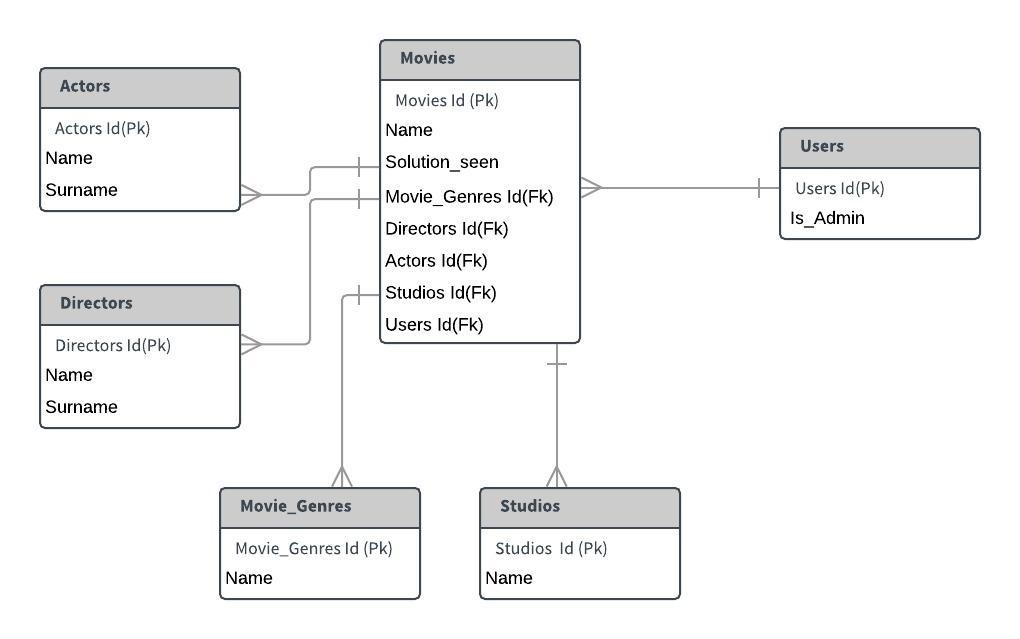 Movies
Movies Id (Pk)
Name
Solution_seen
Movie_Genres Id(Fk)
Directors Id(Fk)
Actors Id(Fk)
Studios Id(Fk)
Users Id(Fk)
Actors
Actors Id(Pk)
Name
Surname
Users
Users Id(Pk)
Is_Admin
Directors
Directors Id(Pk)
Name
Surname
Movie_Genres
Movie_Genres Id (Pk)
Name
Studios
Studios Id (Pk)
Name